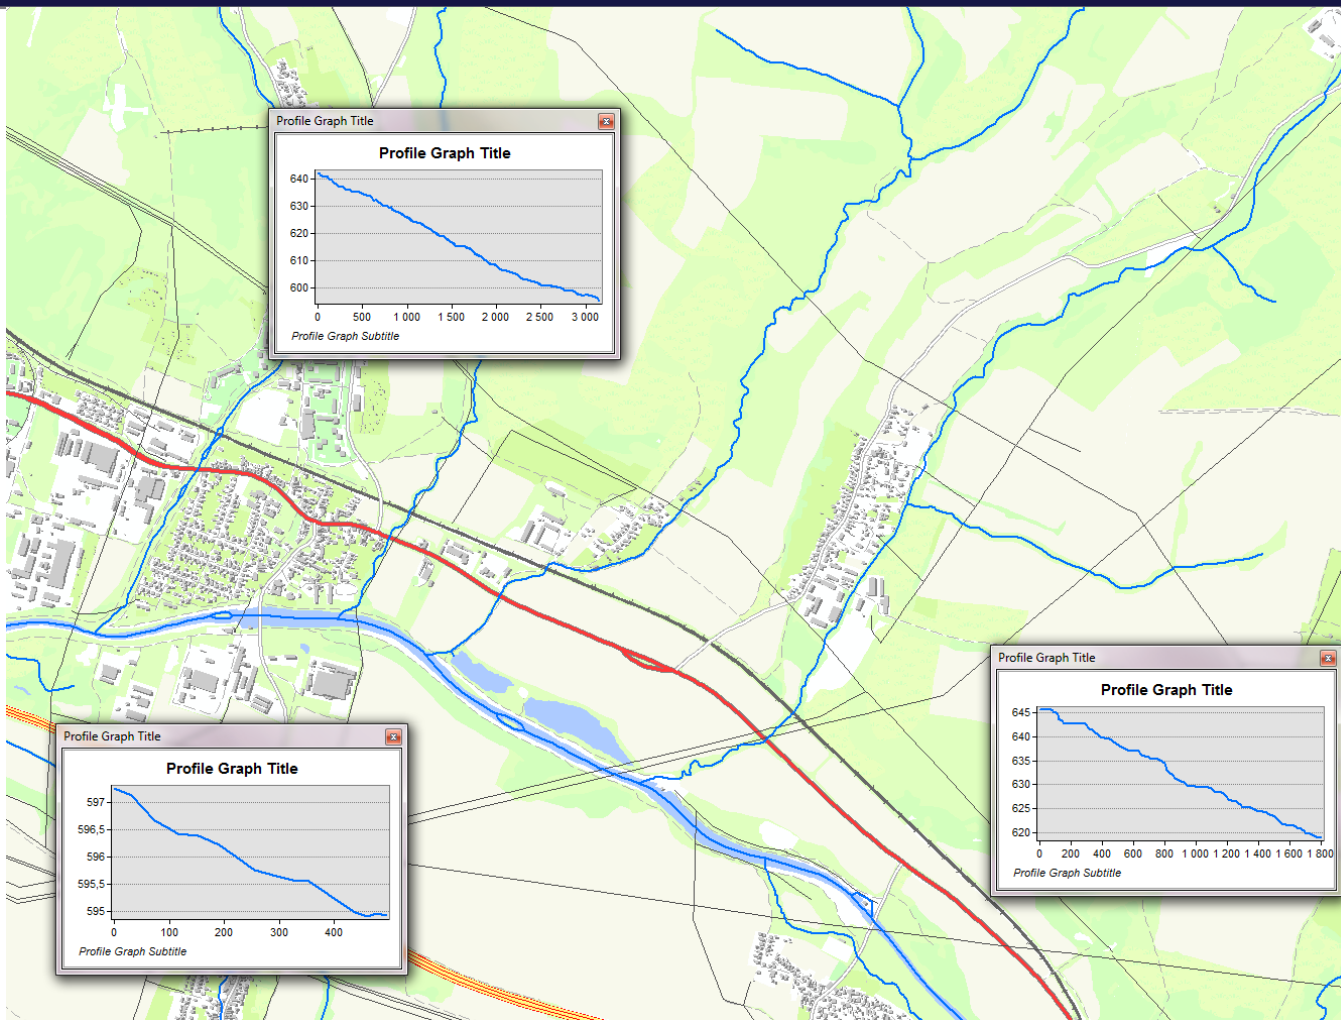 Profile Graph Title
Profile Graph Title
640
630
620
610
600
0 500 1 000 1 500 2 000 2 500 3 000
Profile Graph Subtitle
Profile Graph Title
Profile Graph Title
645
640
635
630
625
620
0 200 400 600 800 1 000 1 200 1 400 1 600 1 800
Profile Graph Subtitle
Profile Graph Title
Profile Graph Title
597
596,5
596
595,5
595
0 100 200 300 400
Profile Graph Subtitle